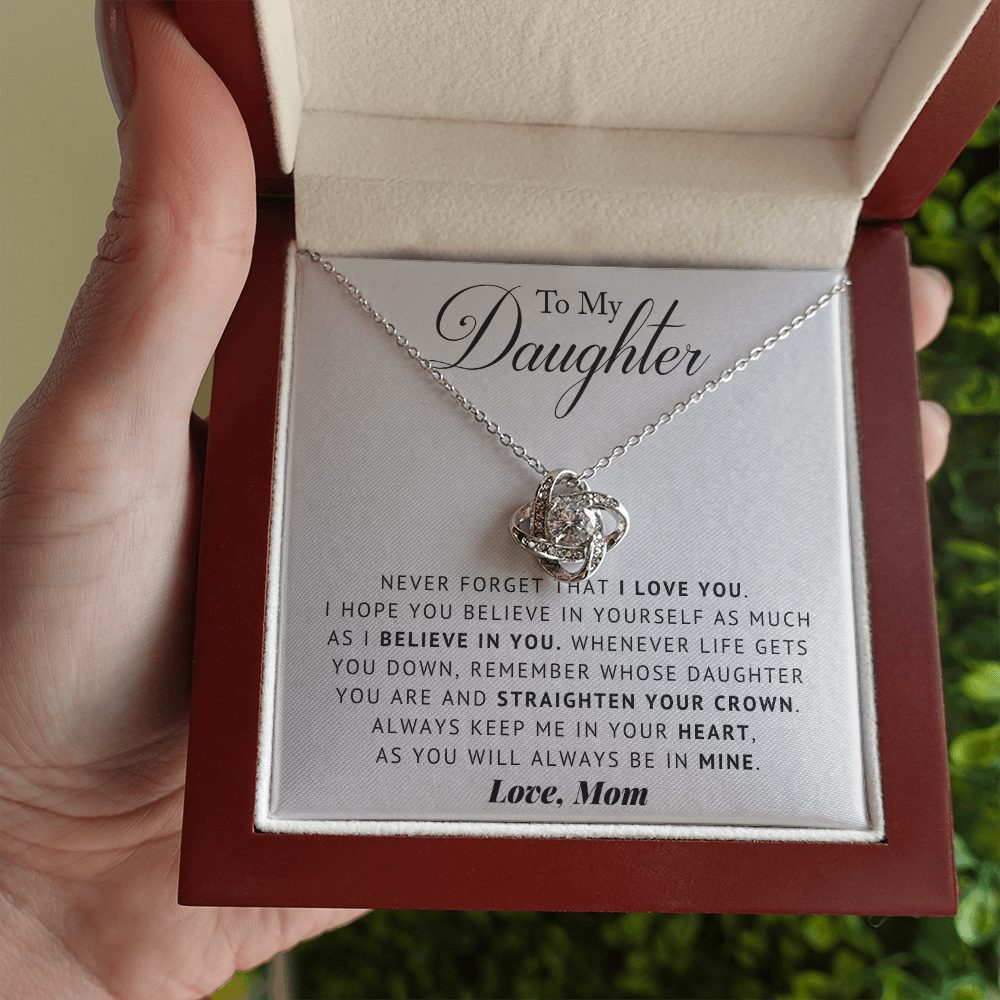 To My
Daughter
NEVER FORGET THAT I LOVE YOU.
I HOPE YOU BELIEVE IN YOURSELF AS MUCH
AS I BELIEVE IN YOU. WHENEVER LIFE GETS
YOU DOWN, REMEMBER WHOSE DAUGHTER
YOU ARE AND STRAIGHTEN YOUR CROWN.
ALWAYS KEEP ME IN YOUR HEART,
AS YOU WILL ALWAYS BE IN MINE.
Love, Mom